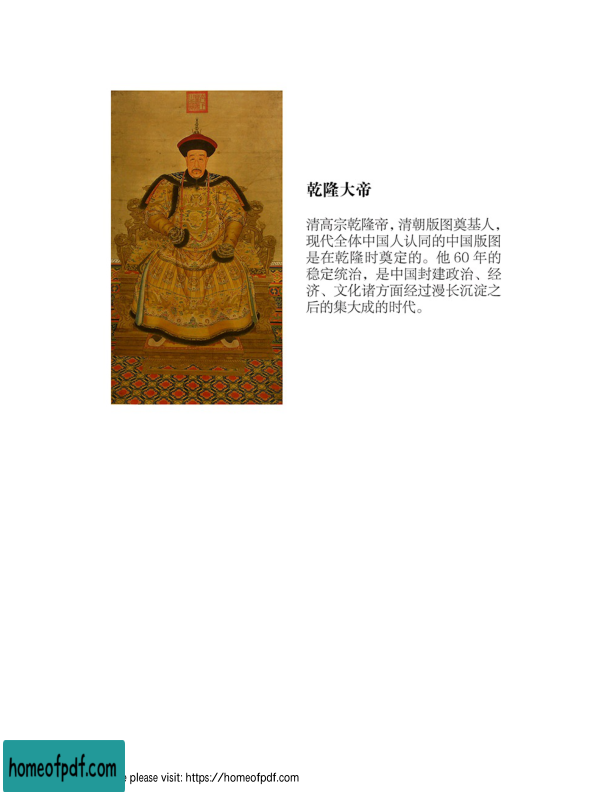 乾隆大帝
清高宗乾隆帝，清朝版图奠基人，
现代全体中国人认同的中国版图
是在乾隆时奠定的。他 60 年的
稳定统治，是中国封建政治、经
济、文化诸方面经过漫长沉淀之
后的集大成的时代。
homeofpdf.com
please visit: https://homeofpdf.com